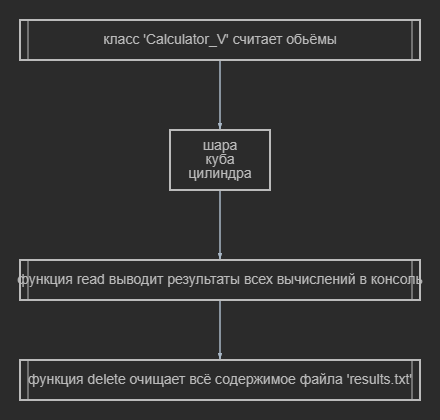 класс 'Calculator_V' считает обьёмы
шара
куба
цилиндра
функция read выводит результаты всех вычислений в консоль
функция delete очищает всё содержимое файла 'results.txt'